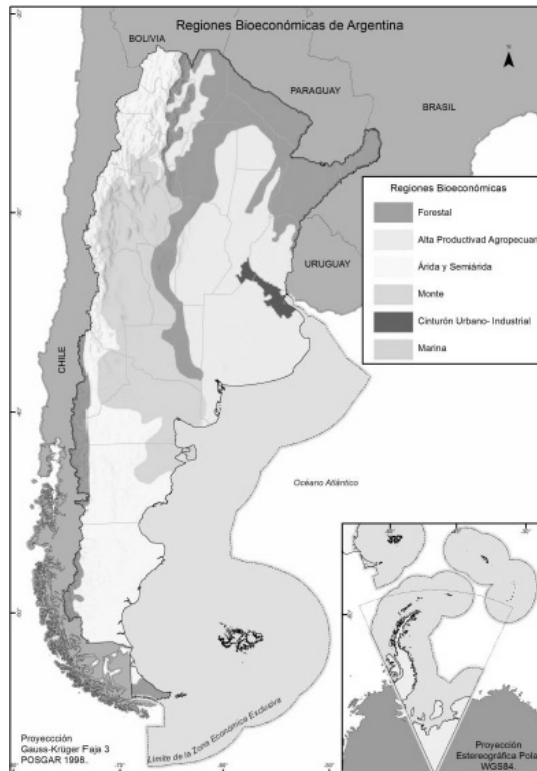 Regiones Bioeconómicas de Argentina
BOLIVIA
PARAGUAY
BRASIL
Regiones Bioeconómicas
Forestal
Alta Productivad Agropecuar
Árida y Semiárida
Monte
Cinturón Urbano- Industrial
Marina
URUGUAY
CHILE
Océano Atlántico
Límite de la Zona Económica Exclusiva
Proyeccción
Gauss-Krüger Faja 3
POSGAR 1998.
Proyección
Estereográfica Pola
WGS84.